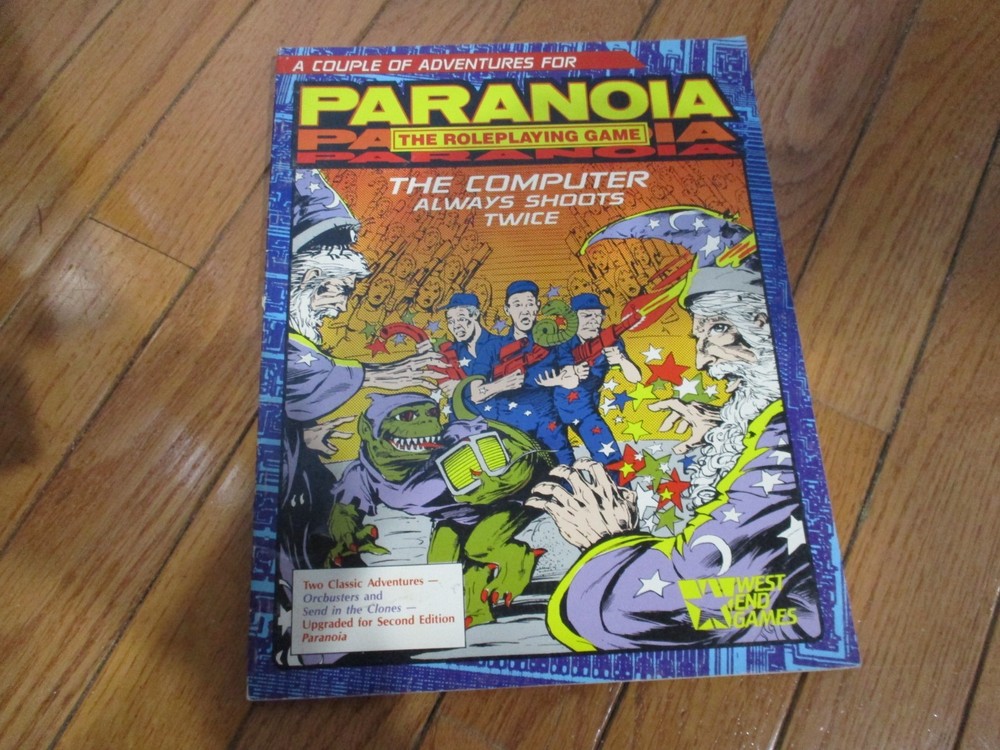 A COUPLE OF ADVENTURES FOR
PARANOIA
THE ROLEPLAYING GAME
PARANOIA
THE COMPUTER
ALWAYS SHOOTS
TWICE
Two Classic Adventures —
Orcbusters and
Send in the Clones —
Upgraded for Second Edition
Paranoia
WEST
END
GAMES